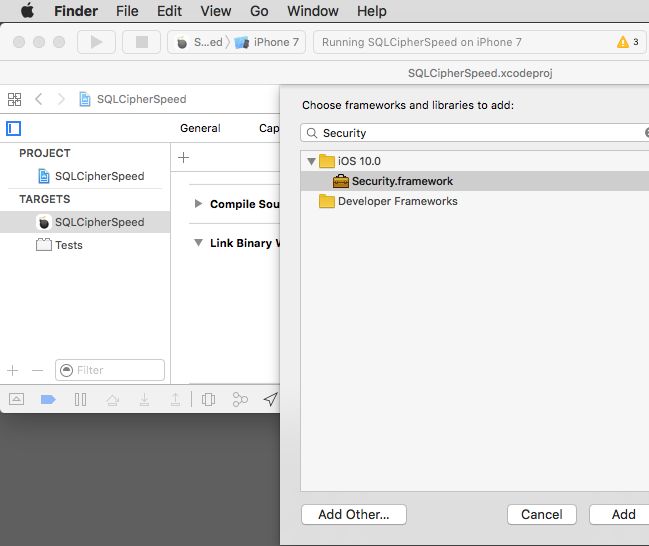 Finder File Edit View Go Window Help
S...ed iPhone 7 Running SQLCipherSpeed on iPhone 7 3
SQLCipherSpeed.xcodeproj
SQLCipherSpeed
General Cap
PROJECT
SQLCipherSpeed
TARGETS
SQLCipherSpeed
Tests
Compile Sou
Link Binary W
Filter
Choose frameworks and libraries to add:
Security
iOS 10.0
Security.framework
Developer Frameworks
Add Other... Cancel Add